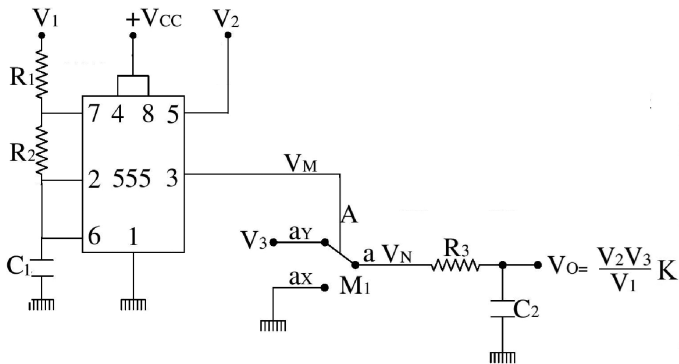 V1 +VCC V2
R1
7 4 8 5
R2
2 555 3 VM
A
6 1 V3 aY a VN R3 VO= V2V3/V1 K
C1 aX M1
C2